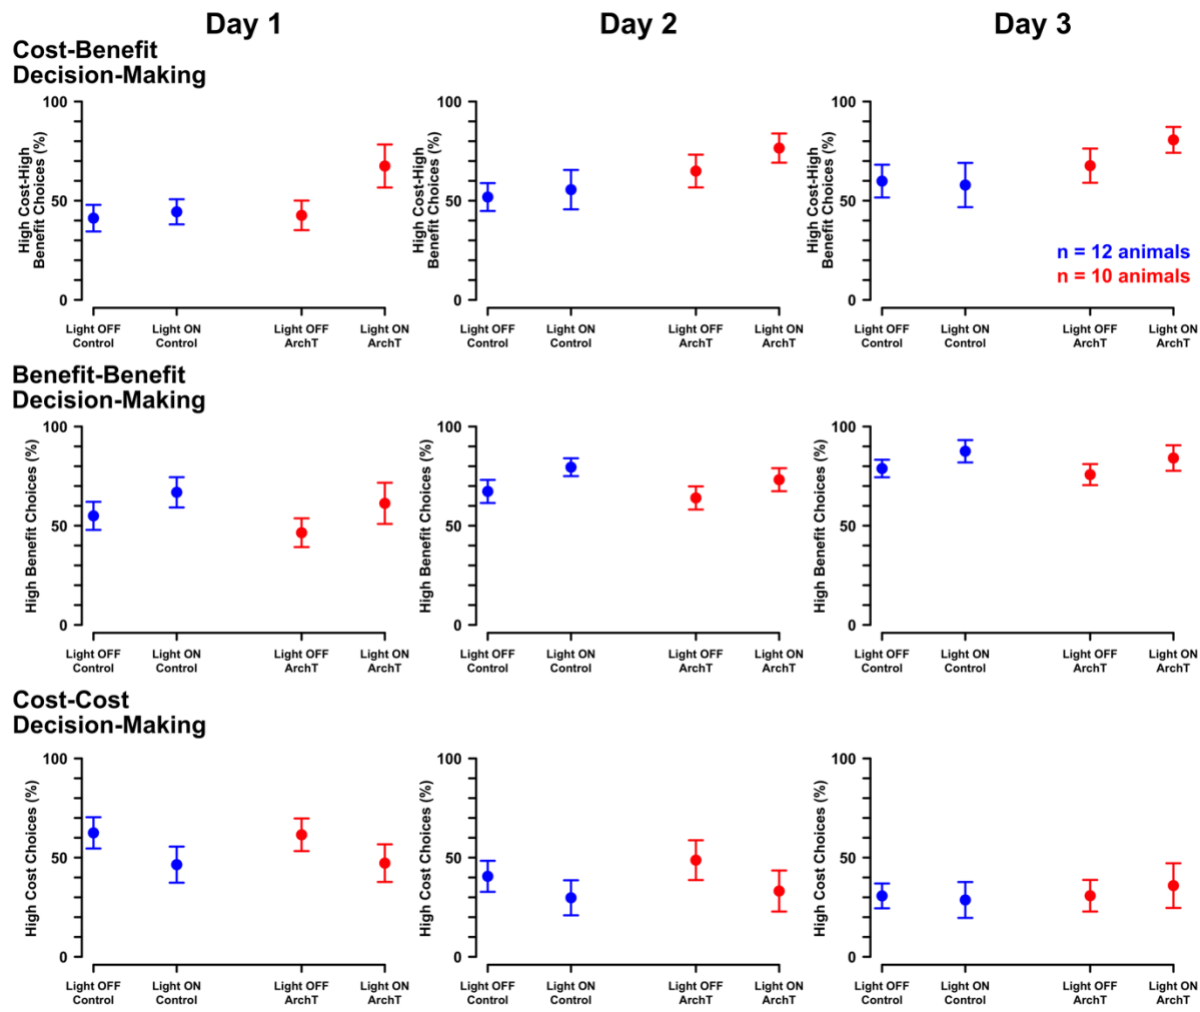 Day 1
Day 2
Day 3
Cost-Benefit
Decision-Making
High Cost-High
Benefit Choices (%)
100
50
0
Light OFF
Control
Light ON
Control
Light OFF
ArchT
Light ON
ArchT
High Cost-High
Benefit Choices (%)
100
50
0
Light OFF
Control
Light ON
Control
Light OFF
ArchT
Light ON
ArchT
High Cost-High
Benefit Choices (%)
100
50
0
n = 12 animals
n = 10 animals
Light OFF
Control
Light ON
Control
Light OFF
ArchT
Light ON
ArchT
Benefit-Benefit
Decision-Making
High Benefit Choices (%)
100
50
0
Light OFF
Control
Light ON
Control
Light OFF
ArchT
Light ON
ArchT
High Benefit Choices (%)
100
50
0
Light OFF
Control
Light ON
Control
Light OFF
ArchT
Light ON
ArchT
High Benefit Choices (%)
100
50
0
Light OFF
Control
Light ON
Control
Light OFF
ArchT
Light ON
ArchT
Cost-Cost
Decision-Making
High Cost Choices (%)
100
50
0
Light OFF
Control
Light ON
Control
Light OFF
ArchT
Light ON
ArchT
High Cost Choices (%)
100
50
0
Light OFF
Control
Light ON
Control
Light OFF
ArchT
Light ON
ArchT
High Cost Choices (%)
100
50
0
Light OFF
Control
Light ON
Control
Light OFF
ArchT
Light ON
ArchT